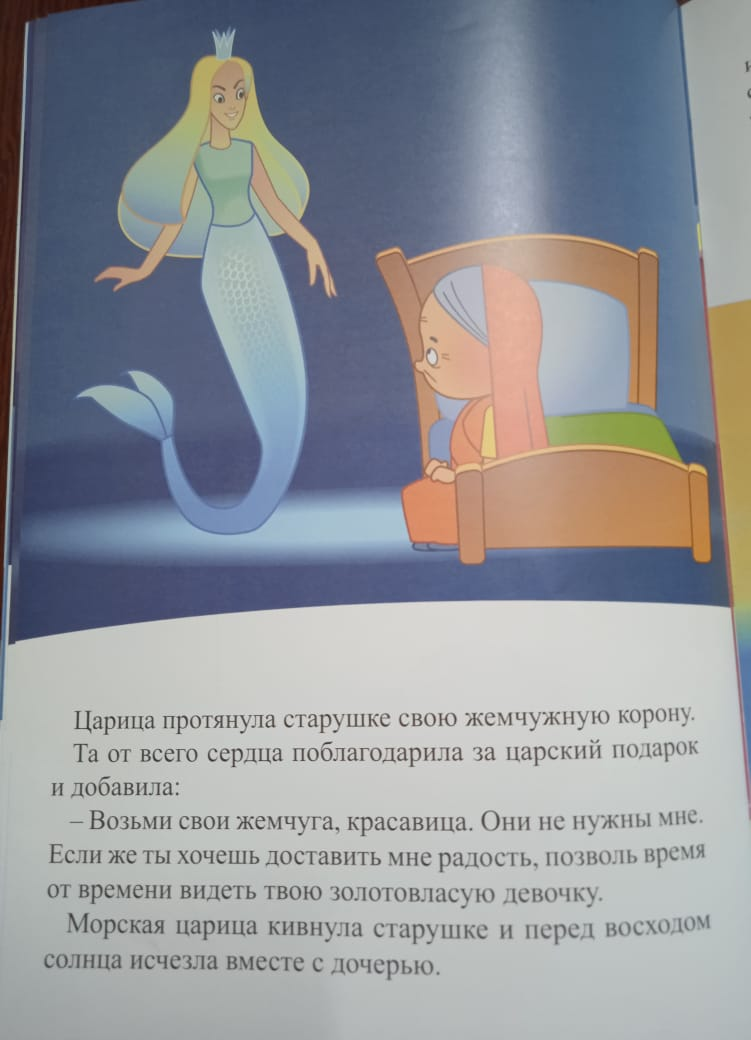 Царица протянула старушке свою жемчужную корону.
Та от всего сердца поблагодарила за царский подарок
и добавила:
– Возьми свои жемчуга, красавица. Они не нужны мне.
Если же ты хочешь доставить мне радость, позволь время
от времени видеть твою золотовласую девочку.
Морская царица кивнула старушке и перед восходом
солнца исчезла вместе с дочерью.